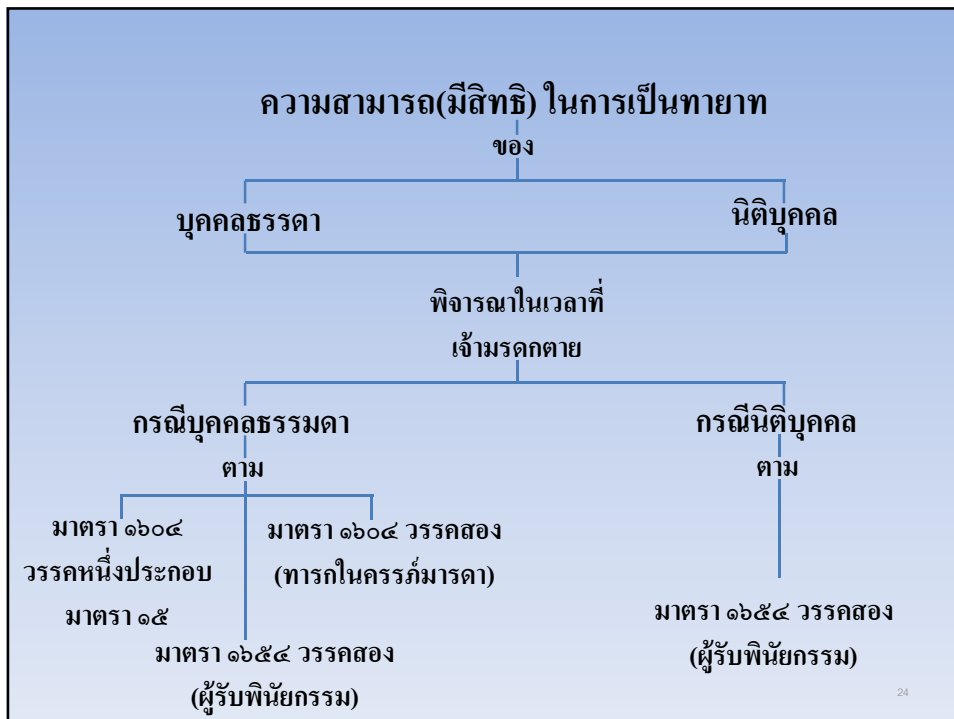 ความสามารถ(มีสิทธิ) ในการเป็นทายาท
ของ
บุคคลธรรดา
นิติบุคคล
พิจารณาในเวลาที่
เจ้ามรดกตาย
กรณีบุคคลธรรมดา
ตาม
กรณีนิติบุคคล
ตาม
มาตรา ๑๖๐๔
วรรคหนึ่งประกอบ
มาตรา ๑๕
มาตรา ๑๖๐๔ วรรคสอง
(ทารกในครรภ์มารดา)
มาตรา ๑๖๕๔ วรรคสอง
(ผู้รับพินัยกรรม)
มาตรา ๑๖๕๔ วรรคสอง
(ผู้รับพินัยกรรม)
24